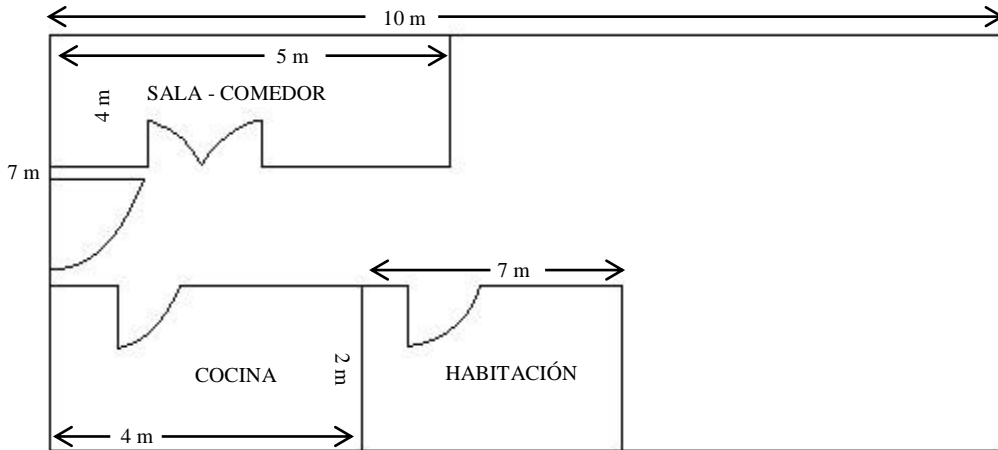 10 m
5 m
SALA - COMEDOR
4 m
7 m
7 m
2 m
COCINA
HABITACIÓN
4 m